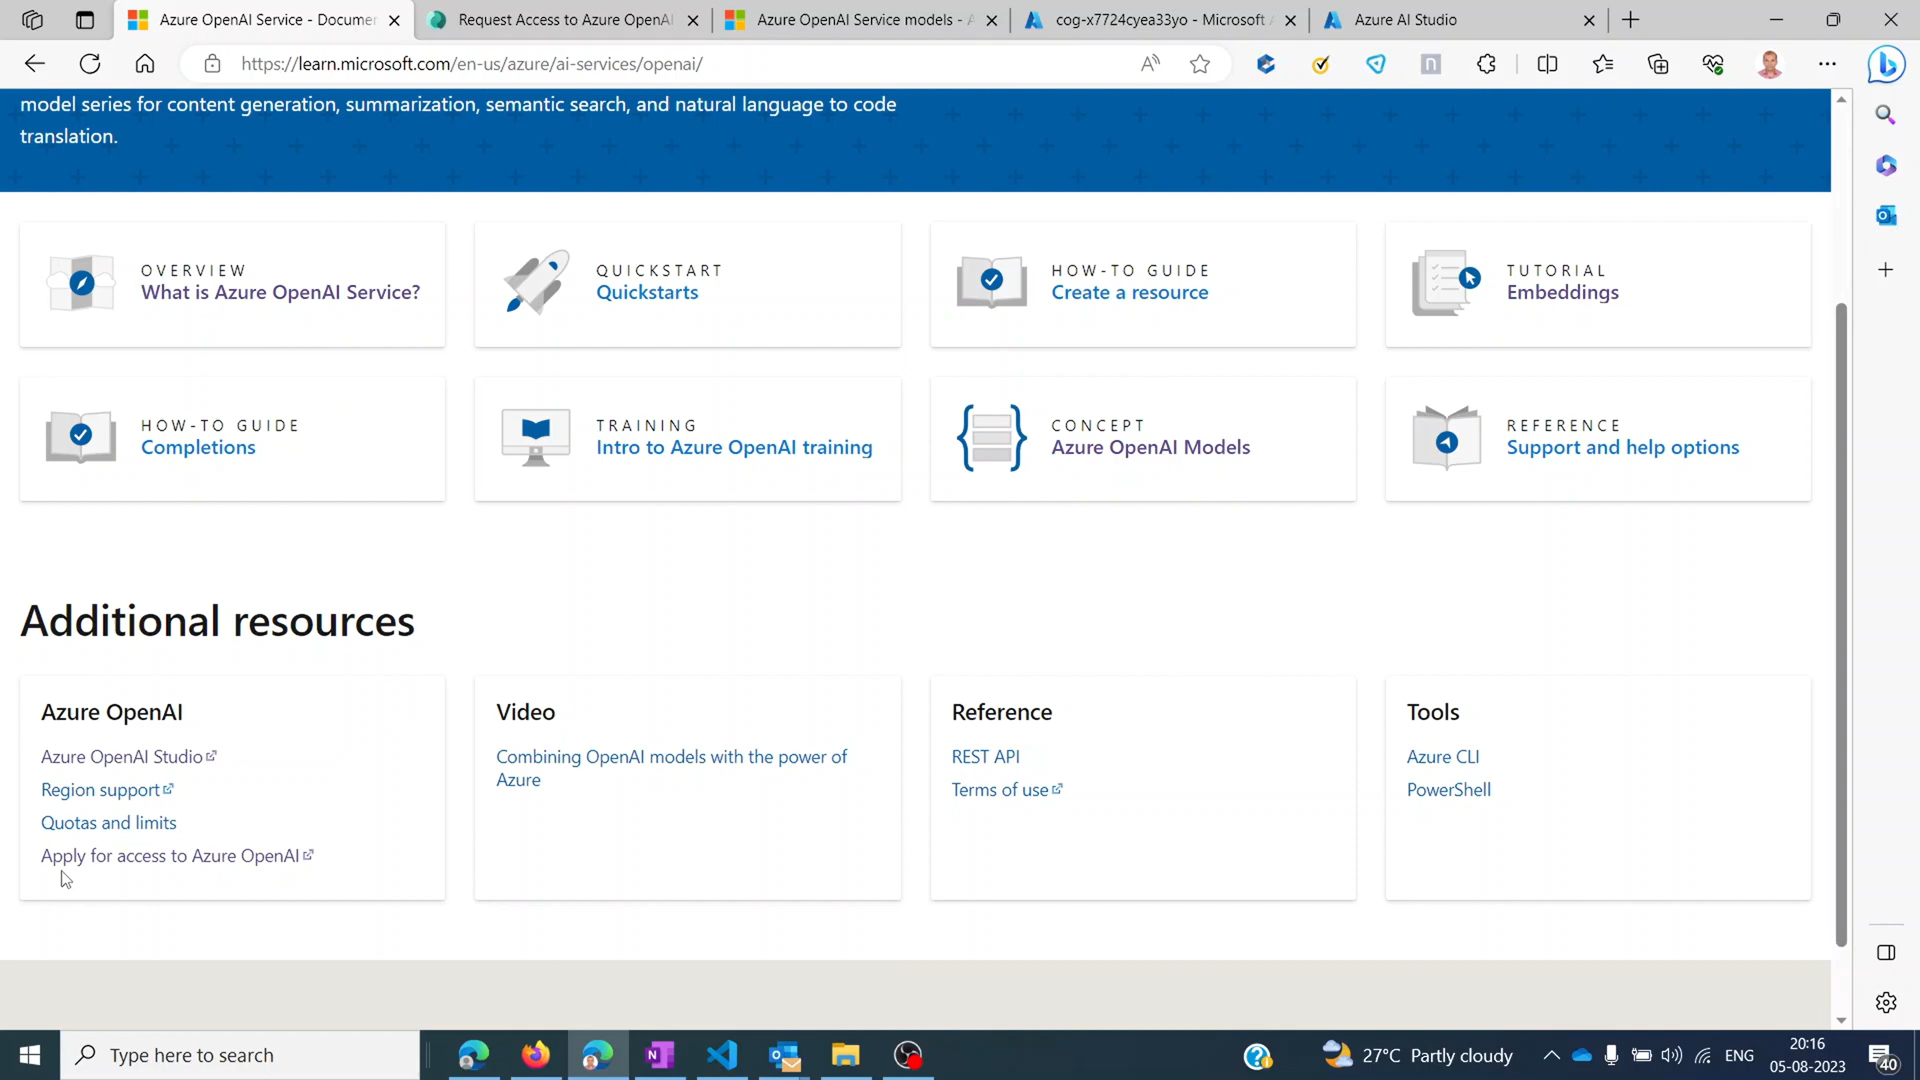 Azure OpenAI Service - Documen
Request Access to Azure OpenAI
Azure OpenAI Service models - A
cog-x7724cyea33yo - Microsoft A
Azure AI Studio
https://learn.microsoft.com/en-us/azure/ai-services/openai/
model series for content generation, summarization, semantic search, and natural language to code
translation.
OVERVIEW
What is Azure OpenAI Service?
QUICKSTART
Quickstarts
HOW-TO GUIDE
Create a resource
TUTORIAL
Embeddings
HOW-TO GUIDE
Completions
TRAINING
Intro to Azure OpenAI training
CONCEPT
Azure OpenAI Models
REFERENCE
Support and help options
Additional resources
Azure OpenAI
Azure OpenAI Studio
Region support
Quotas and limits
Apply for access to Azure OpenAI
Video
Combining OpenAI models with the power of
Azure
Reference
REST API
Terms of use
Tools
Azure CLI
PowerShell
Type here to search
27°C Partly cloudy
ENG
20:16
05-08-2023
40